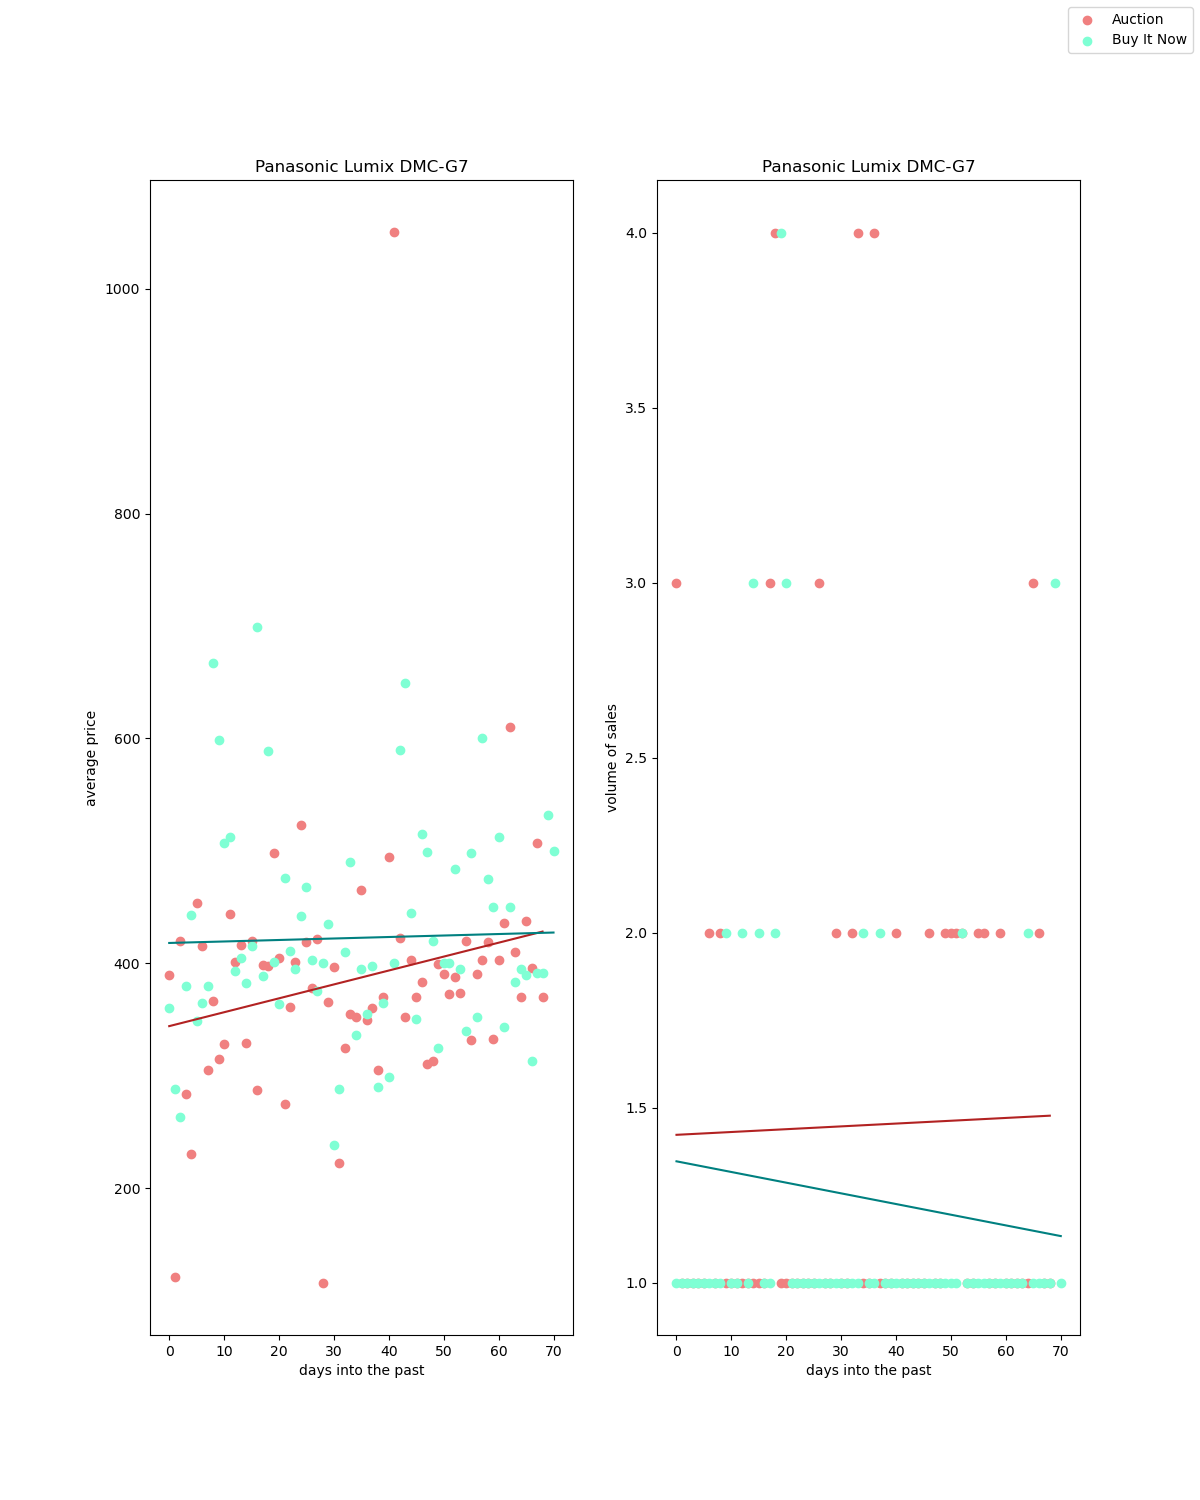 Auction
Buy It Now
Panasonic Lumix DMC-G7
average price
1000
800
600
400
200
0 10 20 30 40 50 60 70
days into the past
Panasonic Lumix DMC-G7
volume of sales
4.0
3.5
3.0
2.5
2.0
1.5
1.0
0 10 20 30 40 50 60 70
days into the past